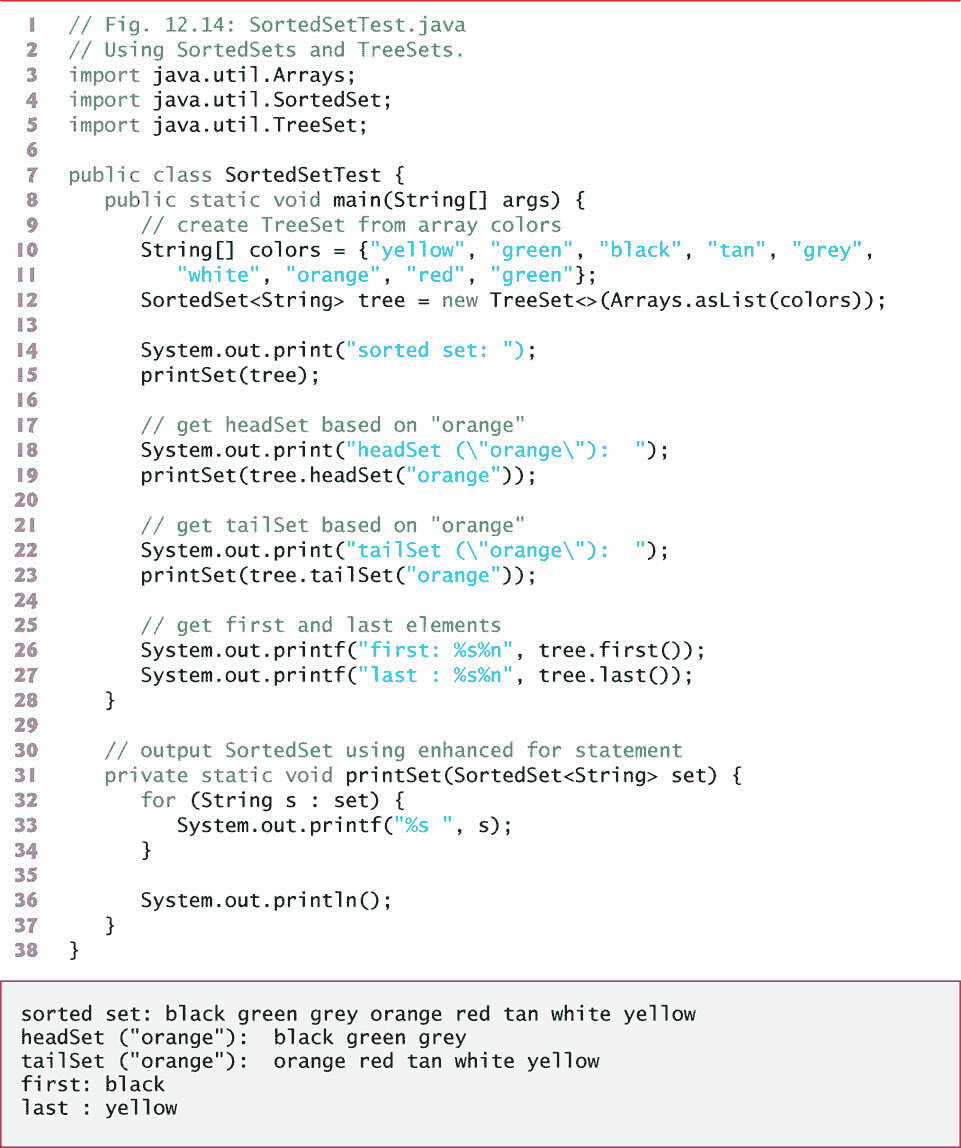 1 // Fig. 12.14: SortedSetTest.java
2 // Using SortedSets and TreeSets.
3 import java.util.Arrays;
4 import java.util.SortedSet;
5 import java.util.TreeSet;
6
7 public class SortedSetTest {
8    public static void main(String[] args) {
9       // create TreeSet from array colors
10       String[] colors = {"yellow", "green", "black", "tan", "grey",
11          "white", "orange", "red", "green"};
12       SortedSet<String> tree = new TreeSet<>(Arrays.asList(colors));
13
14       System.out.print("sorted set: ");
15       printSet(tree);
16
17       // get headSet based on "orange"
18       System.out.print("headSet (\"orange\"):  ");
19       printSet(tree.headSet("orange"));
20
21       // get tailSet based on "orange"
22       System.out.print("tailSet (\"orange\"):  ");
23       printSet(tree.tailSet("orange"));
24
25       // get first and last elements
26       System.out.printf("first: %s%n", tree.first());
27       System.out.printf("last : %s%n", tree.last());
28    }
29
30    // output SortedSet using enhanced for statement
31    private static void printSet(SortedSet<String> set) {
32       for (String s : set) {
33          System.out.printf("%s ", s);
34       }
35
36       System.out.println();
37    }
38 }
sorted set: black green grey orange red tan white yellow
headSet ("orange"):  black green grey
tailSet ("orange"):  orange red tan white yellow
first: black
last : yellow